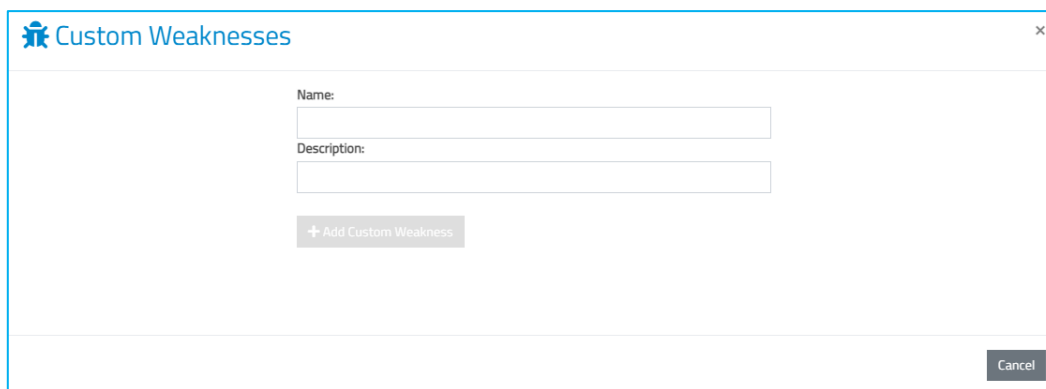 Custom Weaknesses
×
Name:
Description:
+ Add Custom Weakness
Cancel